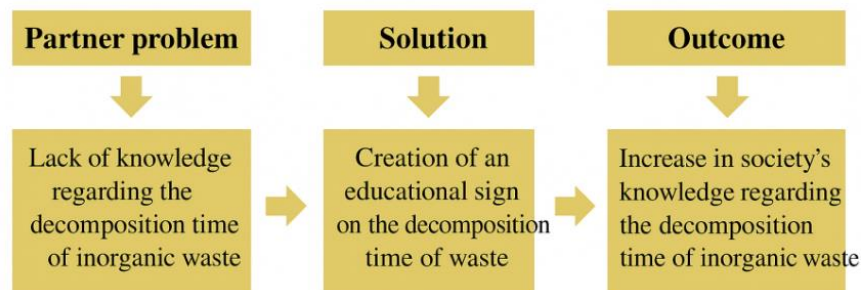 Partner problem
Solution
Outcome
Lack of knowledge
regarding the
decomposition time
of inorganic waste
Creation of an
educational sign
on the decomposition
time of waste
Increase in society's
knowledge regarding
the decomposition
time of inorganic waste